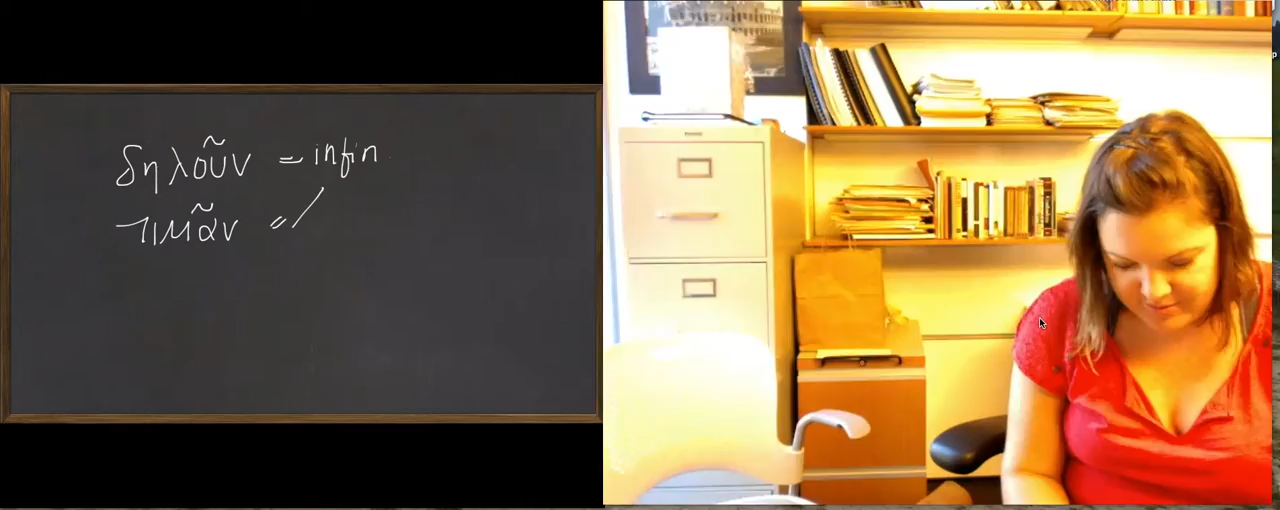 δηλοῦν = infin
τιμᾶν =